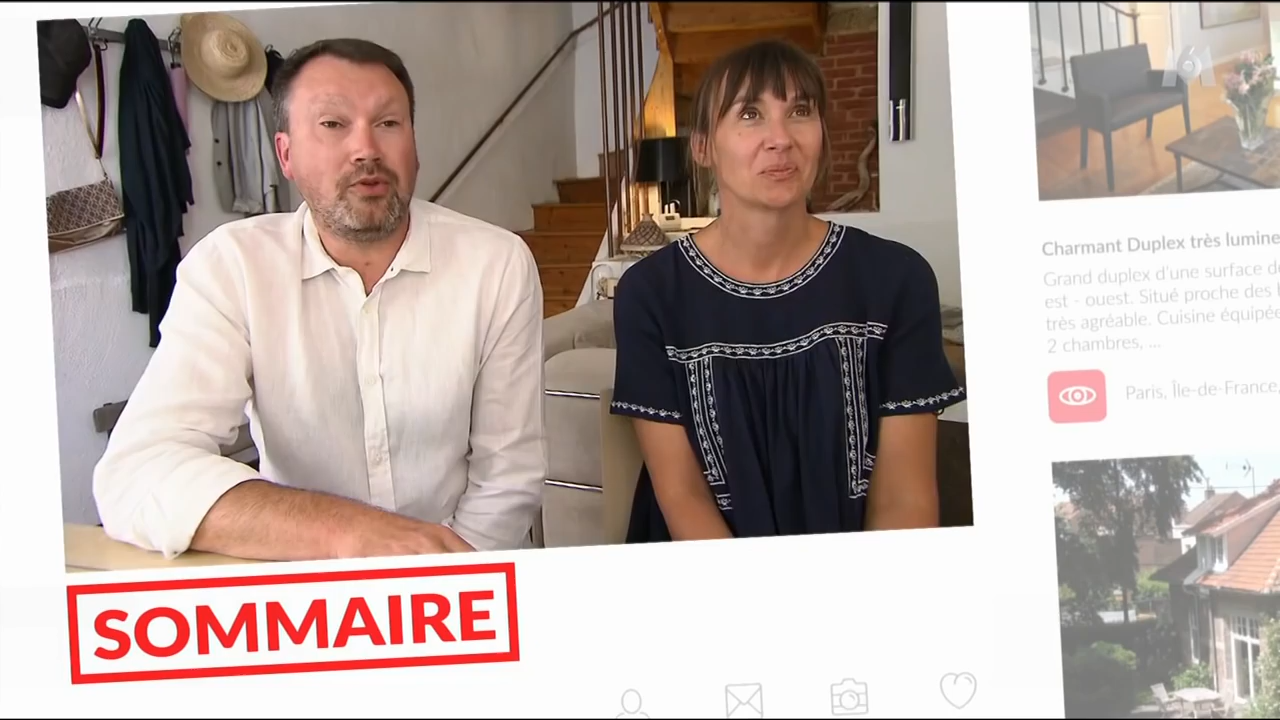 M6
Charmant Duplex très lumine
Grand duplex d'une surface d
est - ouest. Situé proche des
très agréable. Cuisine équipée
2 chambres, ...
Paris, Île-de-France,
SOMMAIRE